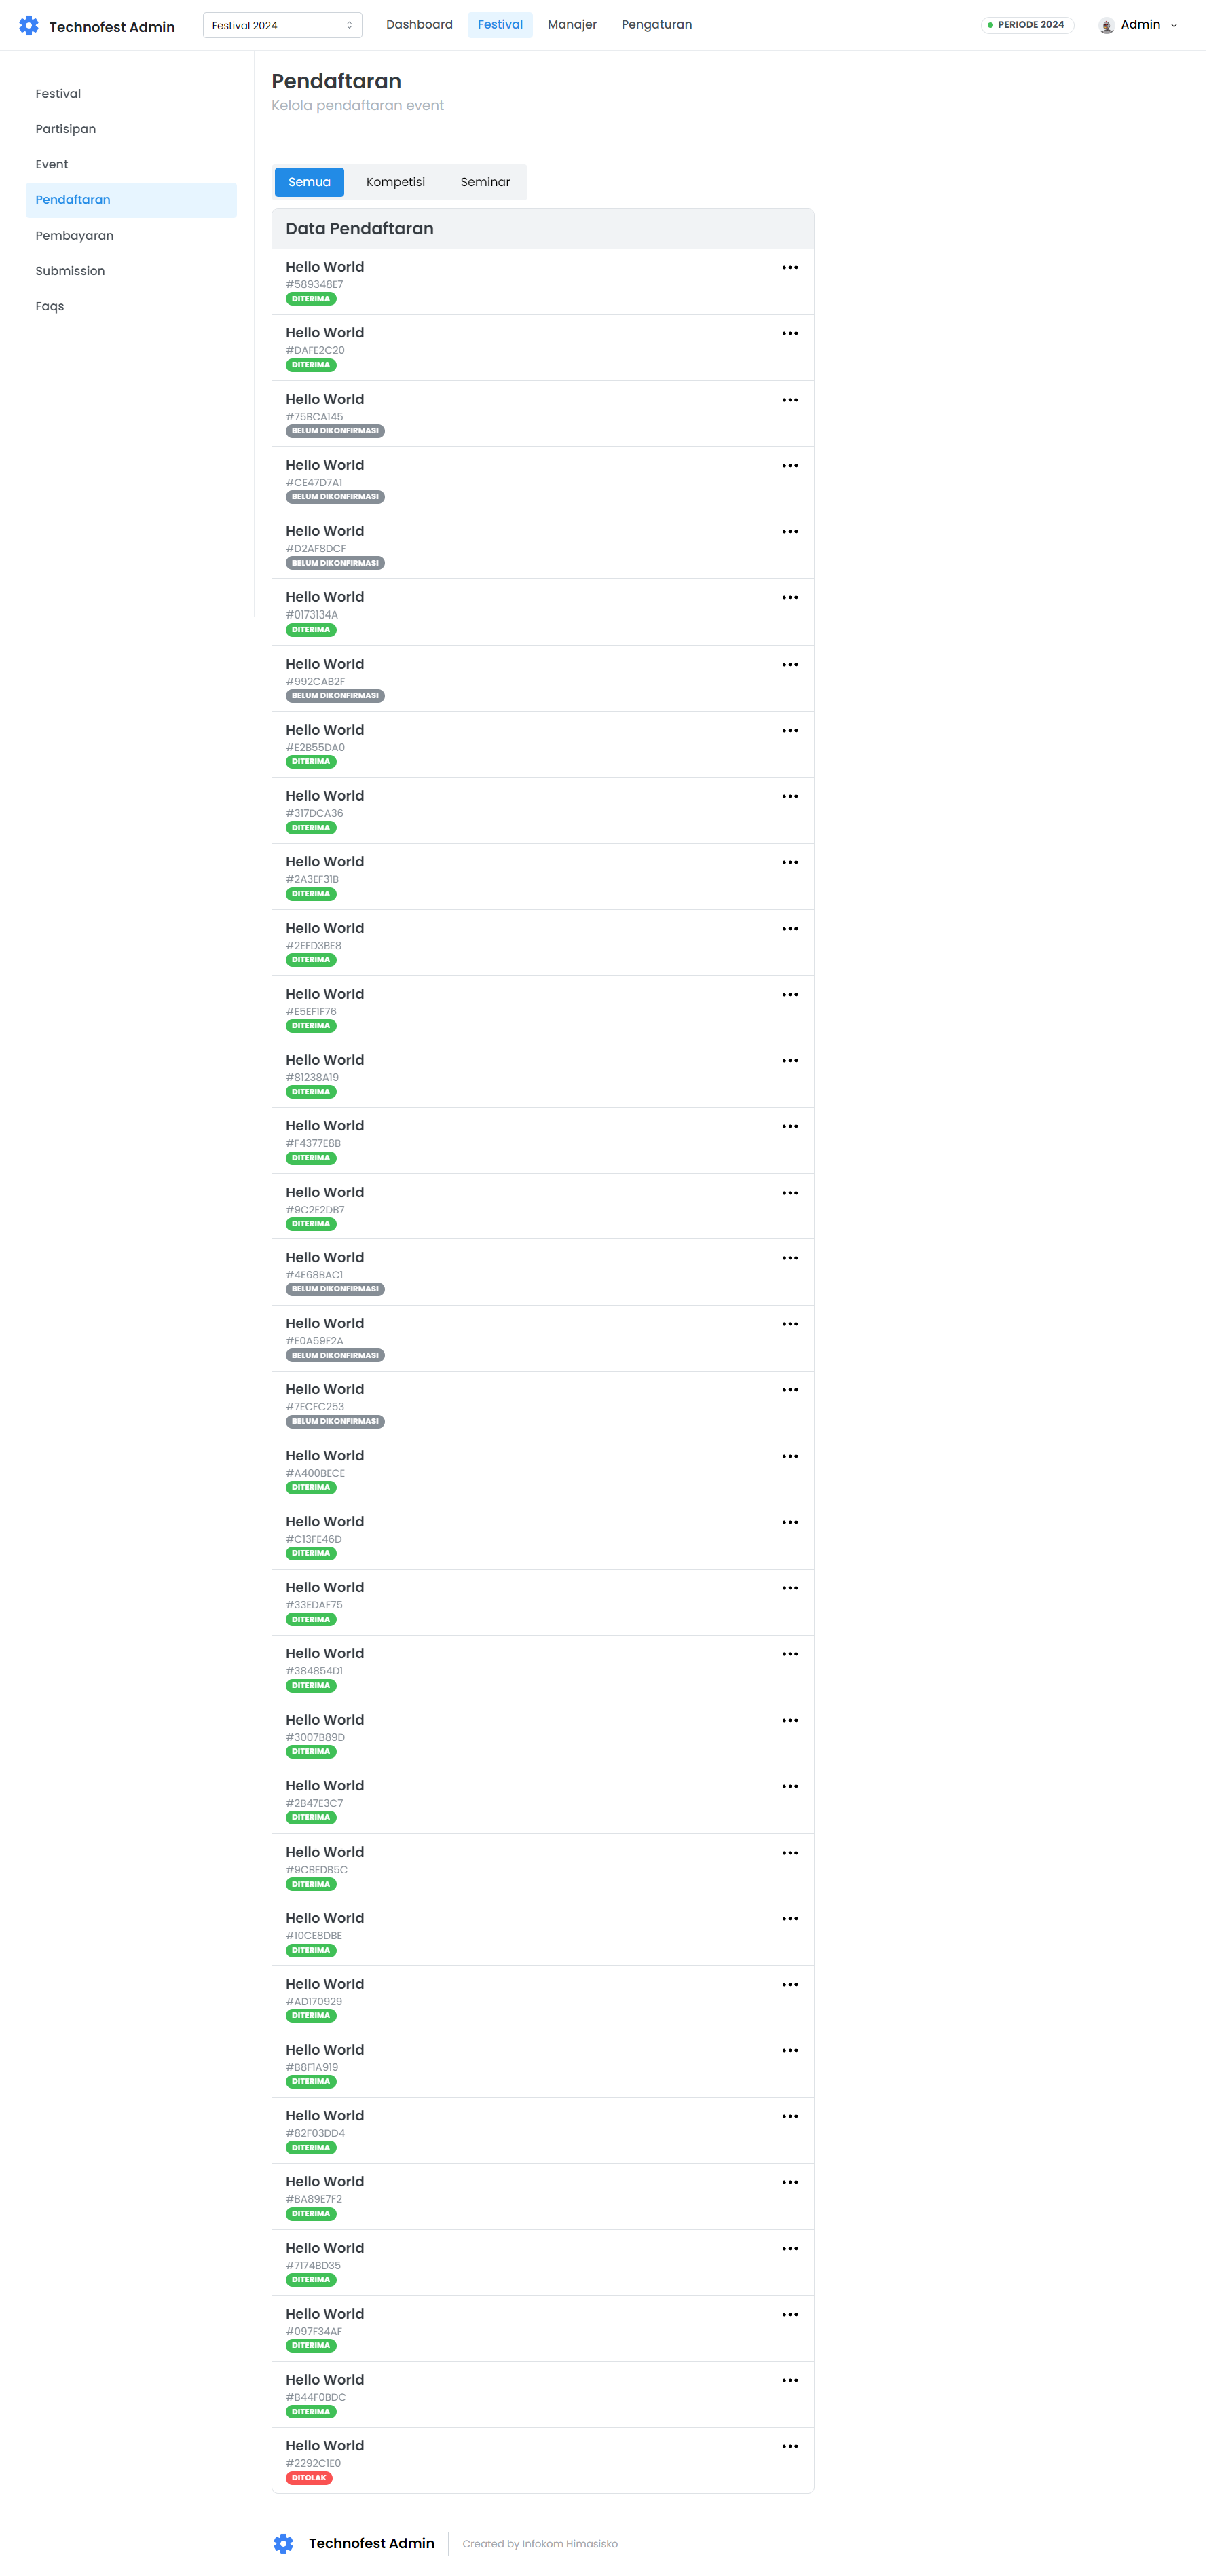 Technofest Admin
Festival 2024
Dashboard
Festival
Manajer
Pengaturan
PERIODE 2024
Admin
Festival
Partisipan
Event
Pendaftaran
Pembayaran
Submission
Faqs
Pendaftaran
Kelola pendaftaran event
Semua
Kompetisi
Seminar
Data Pendaftaran
Hello World
#589348E7
DITERIMA
Hello World
#DAFE2C20
DITERIMA
Hello World
#75BCA145
BELUM DIKONFIRMASI
Hello World
#CE47D7A1
BELUM DIKONFIRMASI
Hello World
#D2AF8DCF
BELUM DIKONFIRMASI
Hello World
#0173134A
DITERIMA
Hello World
#992CAB2F
BELUM DIKONFIRMASI
Hello World
#E2B55DA0
DITERIMA
Hello World
#317DCA36
DITERIMA
Hello World
#2A3EF31B
DITERIMA
Hello World
#2EFD3BE8
DITERIMA
Hello World
#E5EF1F76
DITERIMA
Hello World
#81238A19
DITERIMA
Hello World
#F4377E8B
DITERIMA
Hello World
#9C2E2DB7
DITERIMA
Hello World
#4E68BAC1
BELUM DIKONFIRMASI
Hello World
#E0A59F2A
BELUM DIKONFIRMASI
Hello World
#7ECFC253
BELUM DIKONFIRMASI
Hello World
#A400BECE
DITERIMA
Hello World
#C13FE46D
DITERIMA
Hello World
#33EDAF75
DITERIMA
Hello World
#384854D1
DITERIMA
Hello World
#3007B89D
DITERIMA
Hello World
#2B47E3C7
DITERIMA
Hello World
#9CBEDB5C
DITERIMA
Hello World
#10CE8DBE
DITERIMA
Hello World
#AD170929
DITERIMA
Hello World
#B8F1A919
DITERIMA
Hello World
#82F03DD4
DITERIMA
Hello World
#BA89E7F2
DITERIMA
Hello World
#7174BD35
DITERIMA
Hello World
#097F34AF
DITERIMA
Hello World
#B44F0BDC
DITERIMA
Hello World
#2292C1E0
DITOLAK
Technofest Admin
Created by Infokom Himasisko